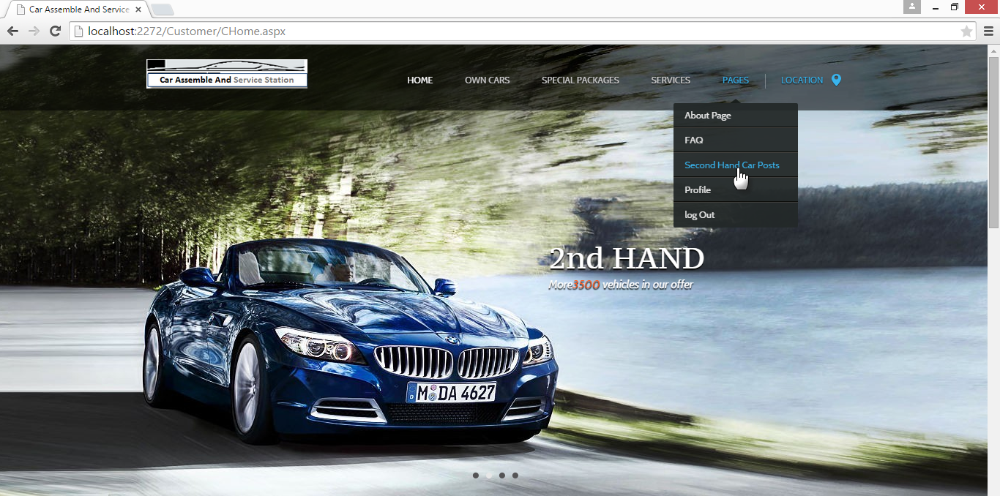 Car Assemble And Service
localhost:2272/Customer/CHome.aspx
Car Assemble And Service Station
HOME OWN CARS SPECIAL PACKAGES SERVICES PAGES LOCATION
About Page
FAQ
Second Hand Car Posts
Profile
log Out
2nd HAND
More3500 vehicles in our offer
D M DA 4627